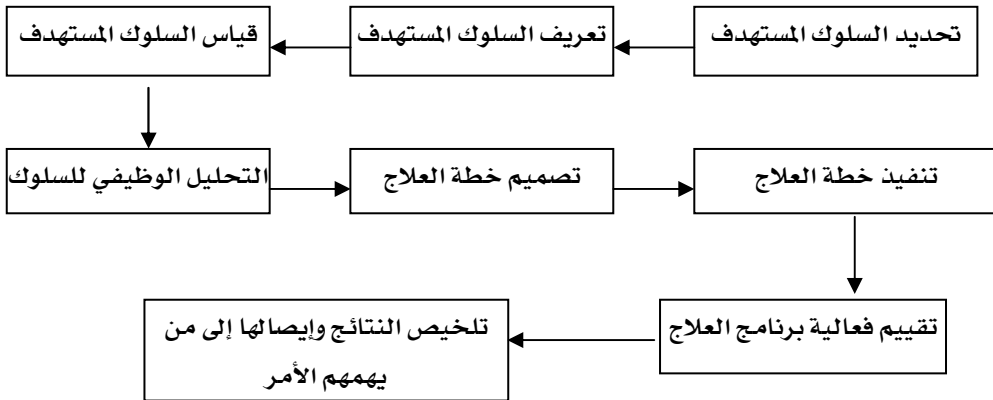 تحديد السلوك المستهدف
تعريف السلوك المستهدف
قياس السلوك المستهدف
التحليل الوظيفي للسلوك
تصميم خطة العلاج
تنفيذ خطة العلاج
تقييم فعالية برنامج العلاج
تلخيص النتائج وإيصالها إلى من
يهمهم الأمر